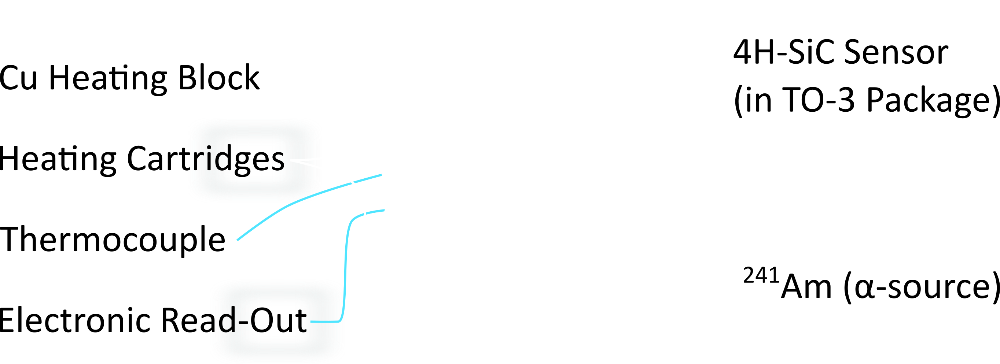 Cu Heating Block
Heating Cartridges
Thermocouple
Electronic Read-Out
4H-SiC Sensor
(in TO-3 Package)
²⁴¹Am (α-source)